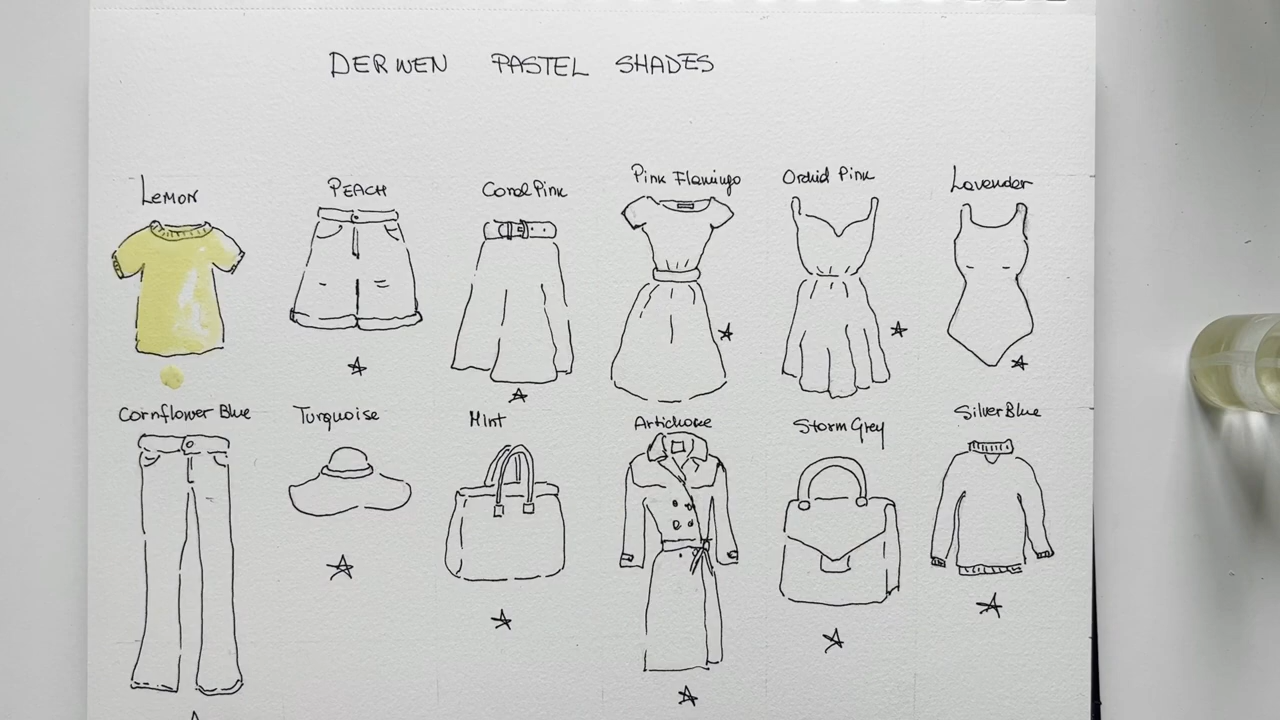 DERWEN PASTEL SHADES
Lemon PEACH Coral Pink Pink Flamingo Orchid Pink Lavender
Cornflower Blue Turquoise Mint Artichoke Storm Grey Silver Blue